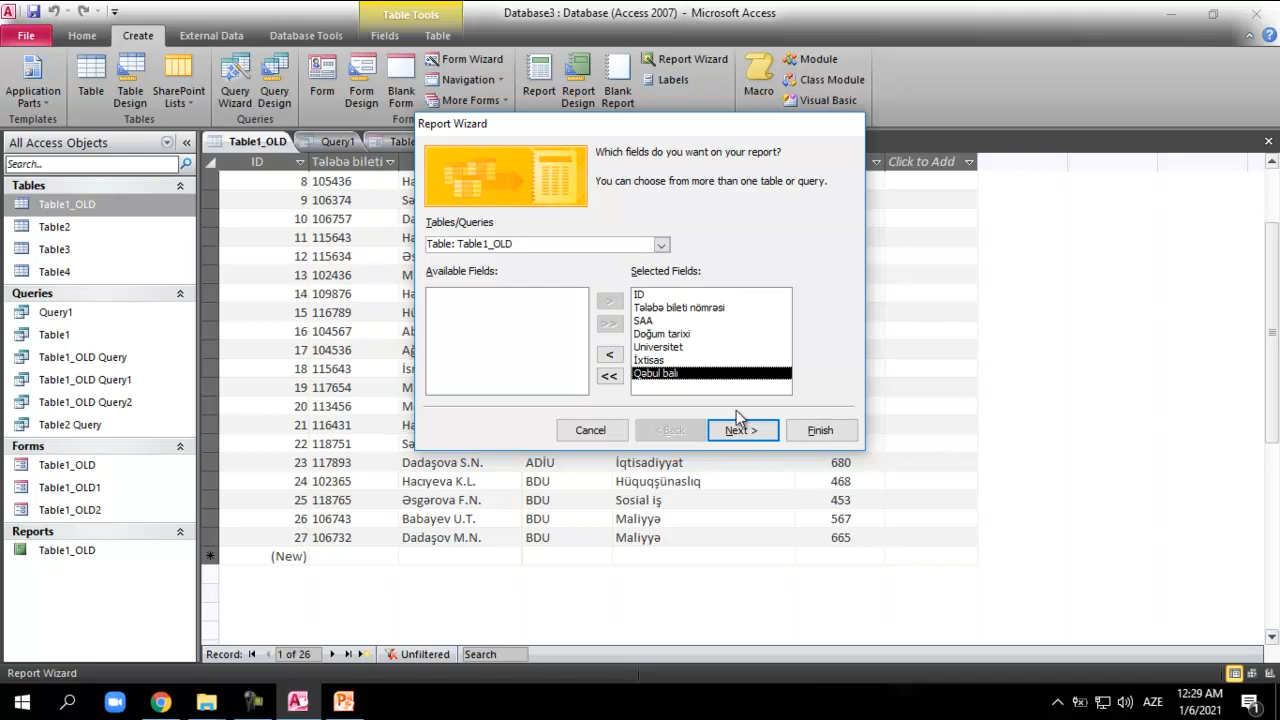 Table Tools
Database3 : Database (Access 2007) - Microsoft Access
File Home Create External Data Database Tools Fields Table
Application Parts Table Table Design SharePoint Lists Query Wizard Query Design Form Form Design Blank Form Form Wizard Navigation More Forms Report Report Design Blank Report Report Wizard Labels Macro Module Class Module Visual Basic
Templates Tables Queries Macros & Code
Report Wizard
All Access Objects
Search...
Tables
Table1_OLD
Table2
Table3
Table4
Queries
Query1
Table1
Table1_OLD Query
Table1_OLD Query1
Table1_OLD Query2
Table2 Query
Forms
Table1_OLD
Table1_OLD1
Table1_OLD2
Reports
Table1_OLD
Table1_OLD Query1
ID Tələbə bileti Click to Add
8 105436
9 106374
10 106757
11 115643
12 115634
13 102436
14 109876
15 116789
16 104567
17 104536
18 115643
19 117654
20 113456
21 116431
22 118751
23 117893 Dadaşova S.N. ADİU İqtisadiyyat 680
24 102365 Hacıyeva K.L. BDU Hüquqşünaslıq 468
25 118765 Əsgərova F.N. BDU Sosial iş 453
26 106743 Babayev U.T. BDU Maliyyə 567
27 106732 Dadaşov M.N. BDU Maliyyə 665
(New)
Which fields do you want on your report?
You can choose from more than one table or query.
Tables/Queries
Table: Table1_OLD
Available Fields: Selected Fields:
ID
Tələbə bileti nömrəsi
SAA
Doğum tarixi
Universitet
İxtisas
Qəbul balı
>
>>
<
<<
Cancel < Back Next > Finish
Record: 1 of 26 Unfiltered Search
Report Wizard
AZE
12:29 AM
1/6/2021